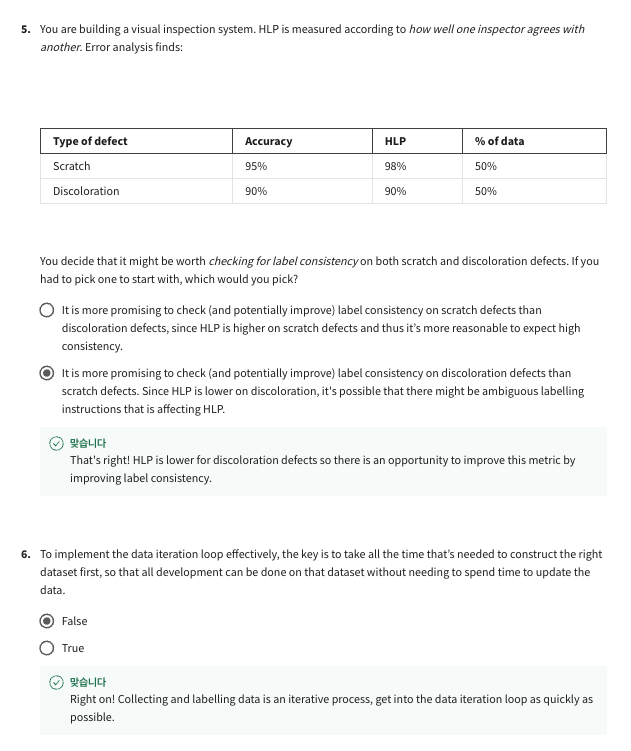 5. You are building a visual inspection system. HLP is measured according to how well one inspector agrees with
another. Error analysis finds:
Type of defect Accuracy HLP % of data
Scratch 95% 98% 50%
Discoloration 90% 90% 50%
You decide that it might be worth checking for label consistency on both scratch and discoloration defects. If you
had to pick one to start with, which would you pick?
It is more promising to check (and potentially improve) label consistency on scratch defects than
discoloration defects, since HLP is higher on scratch defects and thus it's more reasonable to expect high
consistency.
It is more promising to check (and potentially improve) label consistency on discoloration defects than
scratch defects. Since HLP is lower on discoloration, it's possible that there might be ambiguous labelling
instructions that is affecting HLP.
맞습니다
That's right! HLP is lower for discoloration defects so there is an opportunity to improve this metric by
improving label consistency.
6. To implement the data iteration loop effectively, the key is to take all the time that's needed to construct the right
dataset first, so that all development can be done on that dataset without needing to spend time to update the
data.
False
True
맞습니다
Right on! Collecting and labelling data is an iterative process, get into the data iteration loop as quickly as
possible.